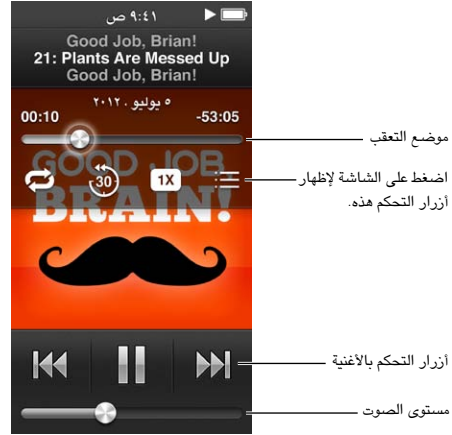 ٩:٤١ ص
Good Job, Brian!
21: Plants Are Messed Up
Good Job, Brian!
٥ يوليو . ٢٠١٢
00:10
-53:05
موضع التعقب
GOOD JOB
30
1X
اضغط على الشاشة لإظهار
أزرار التحكم هذه.
BRAIN!
أزرار التحكم بالأغنية
مستوى الصوت